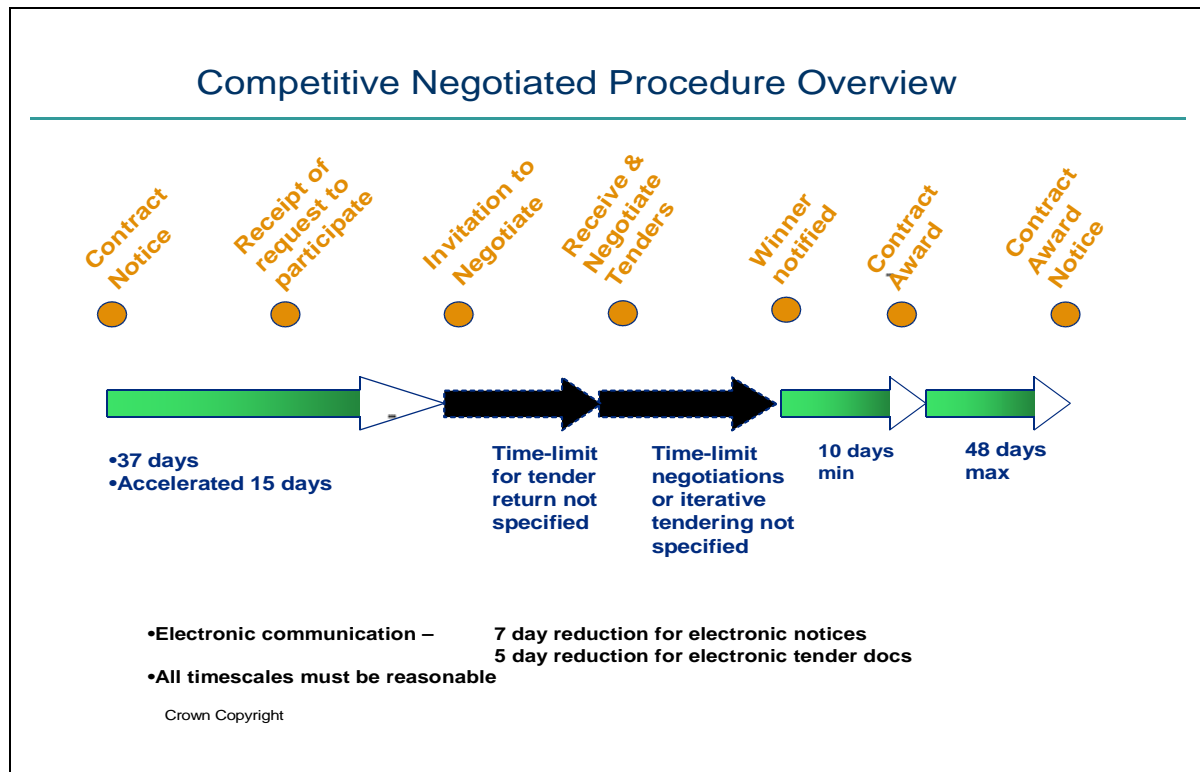 Competitive Negotiated Procedure Overview
Contract
Notice
Receipt of
request to
participate
Invitation to
Negotiate
Receive &
Negotiate
Tenders
Winner
notified
Contract
Award
Contract
Award
Notice
•37 days
•Accelerated 15 days
Time-limit
for tender
return not
specified
Time-limit
negotiations
or iterative
tendering not
specified
10 days
min
48 days
max
•Electronic communication – 7 day reduction for electronic notices
5 day reduction for electronic tender docs
•All timescales must be reasonable
Crown Copyright